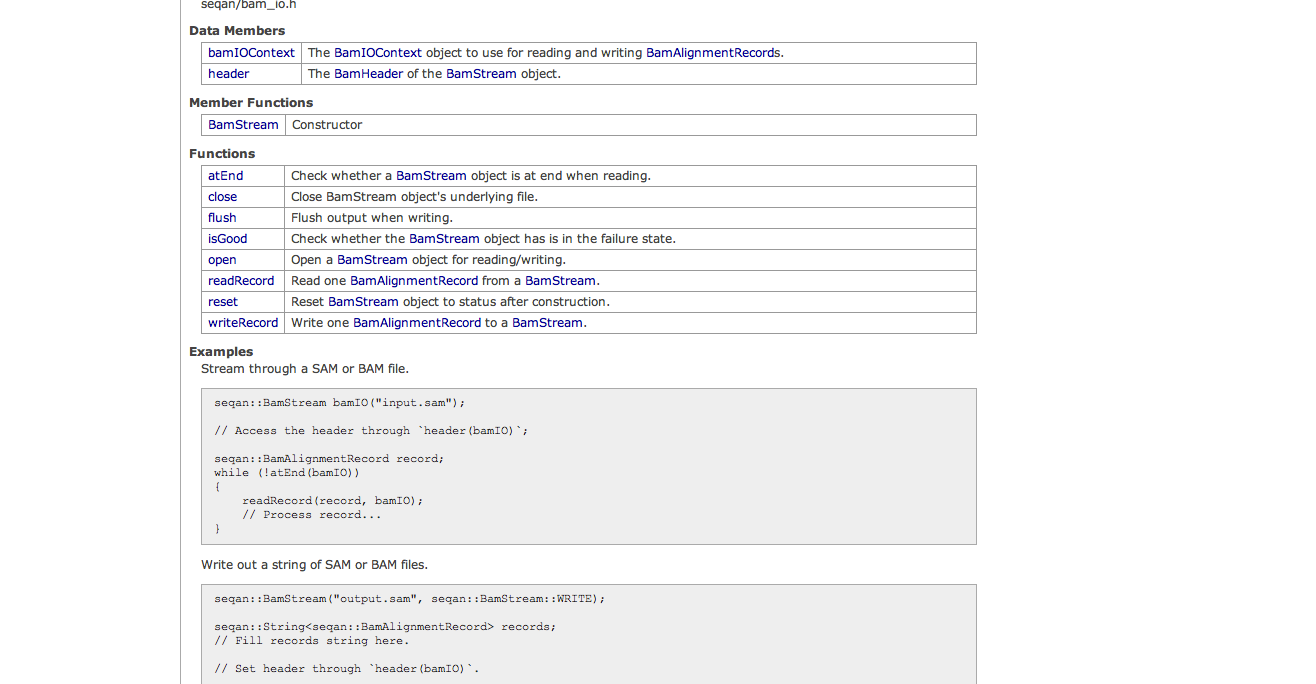 seqan/bam_io.h
Data Members
bamIOContext The BamIOContext object to use for reading and writing BamAlignmentRecords.
header The BamHeader of the BamStream object.
Member Functions
BamStream Constructor
Functions
atEnd Check whether a BamStream object is at end when reading.
close Close BamStream object's underlying file.
flush Flush output when writing.
isGood Check whether the BamStream object has is in the failure state.
open Open a BamStream object for reading/writing.
readRecord Read one BamAlignmentRecord from a BamStream.
reset Reset BamStream object to status after construction.
writeRecord Write one BamAlignmentRecord to a BamStream.
Examples
Stream through a SAM or BAM file.
seqan::BamStream bamIO("input.sam");
// Access the header through `header(bamIO)`;
seqan::BamAlignmentRecord record;
while (!atEnd(bamIO))
{
    readRecord(record, bamIO);
    // Process record...
}
Write out a string of SAM or BAM files.
seqan::BamStream("output.sam", seqan::BamStream::WRITE);
seqan::String<seqan::BamAlignmentRecord> records;
// Fill records string here.
// Set header through `header(bamIO)`.